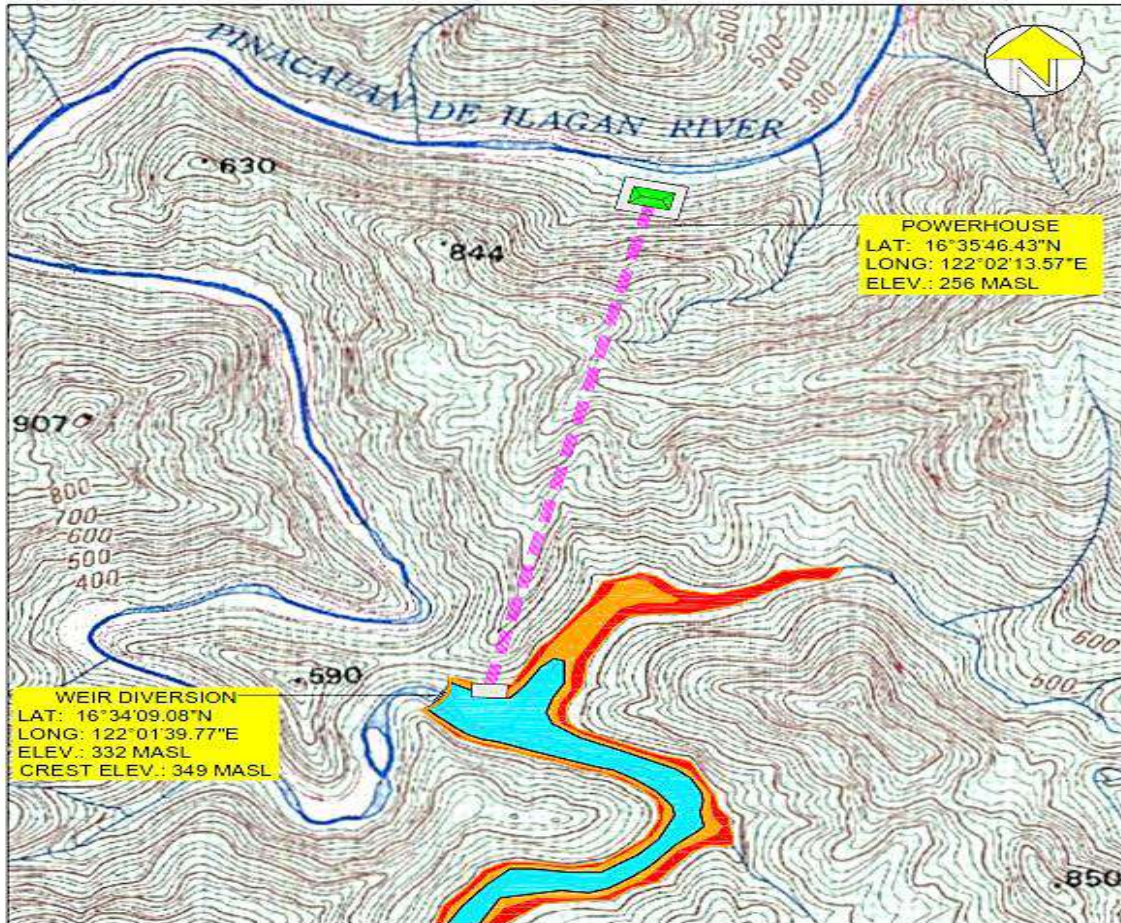 600
500
400
300
PINACAUAN DE ILAGAN RIVER
N
.630
.844
POWERHOUSE
LAT: 16°35'46.43"N
LONG: 122°02'13.57"E
ELEV.: 256 MASL
907
800
700
600
500
400
600
500
.590
WEIR DIVERSION
LAT: 16°34'09.08"N
LONG: 122°01'39.77"E
ELEV.: 332 MASL
CREST ELEV.: 349 MASL
.850